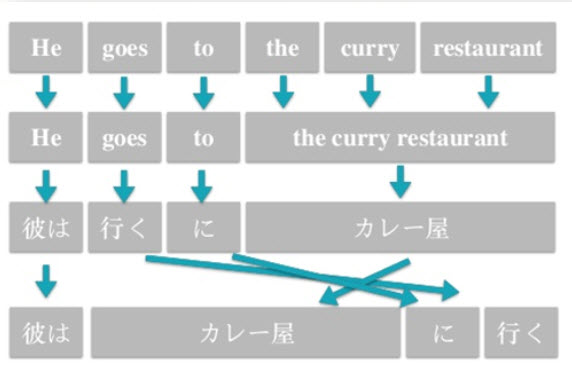 He goes to the curry restaurant
He goes to the curry restaurant
彼は 行く に カレー屋
彼は カレー屋 に 行く